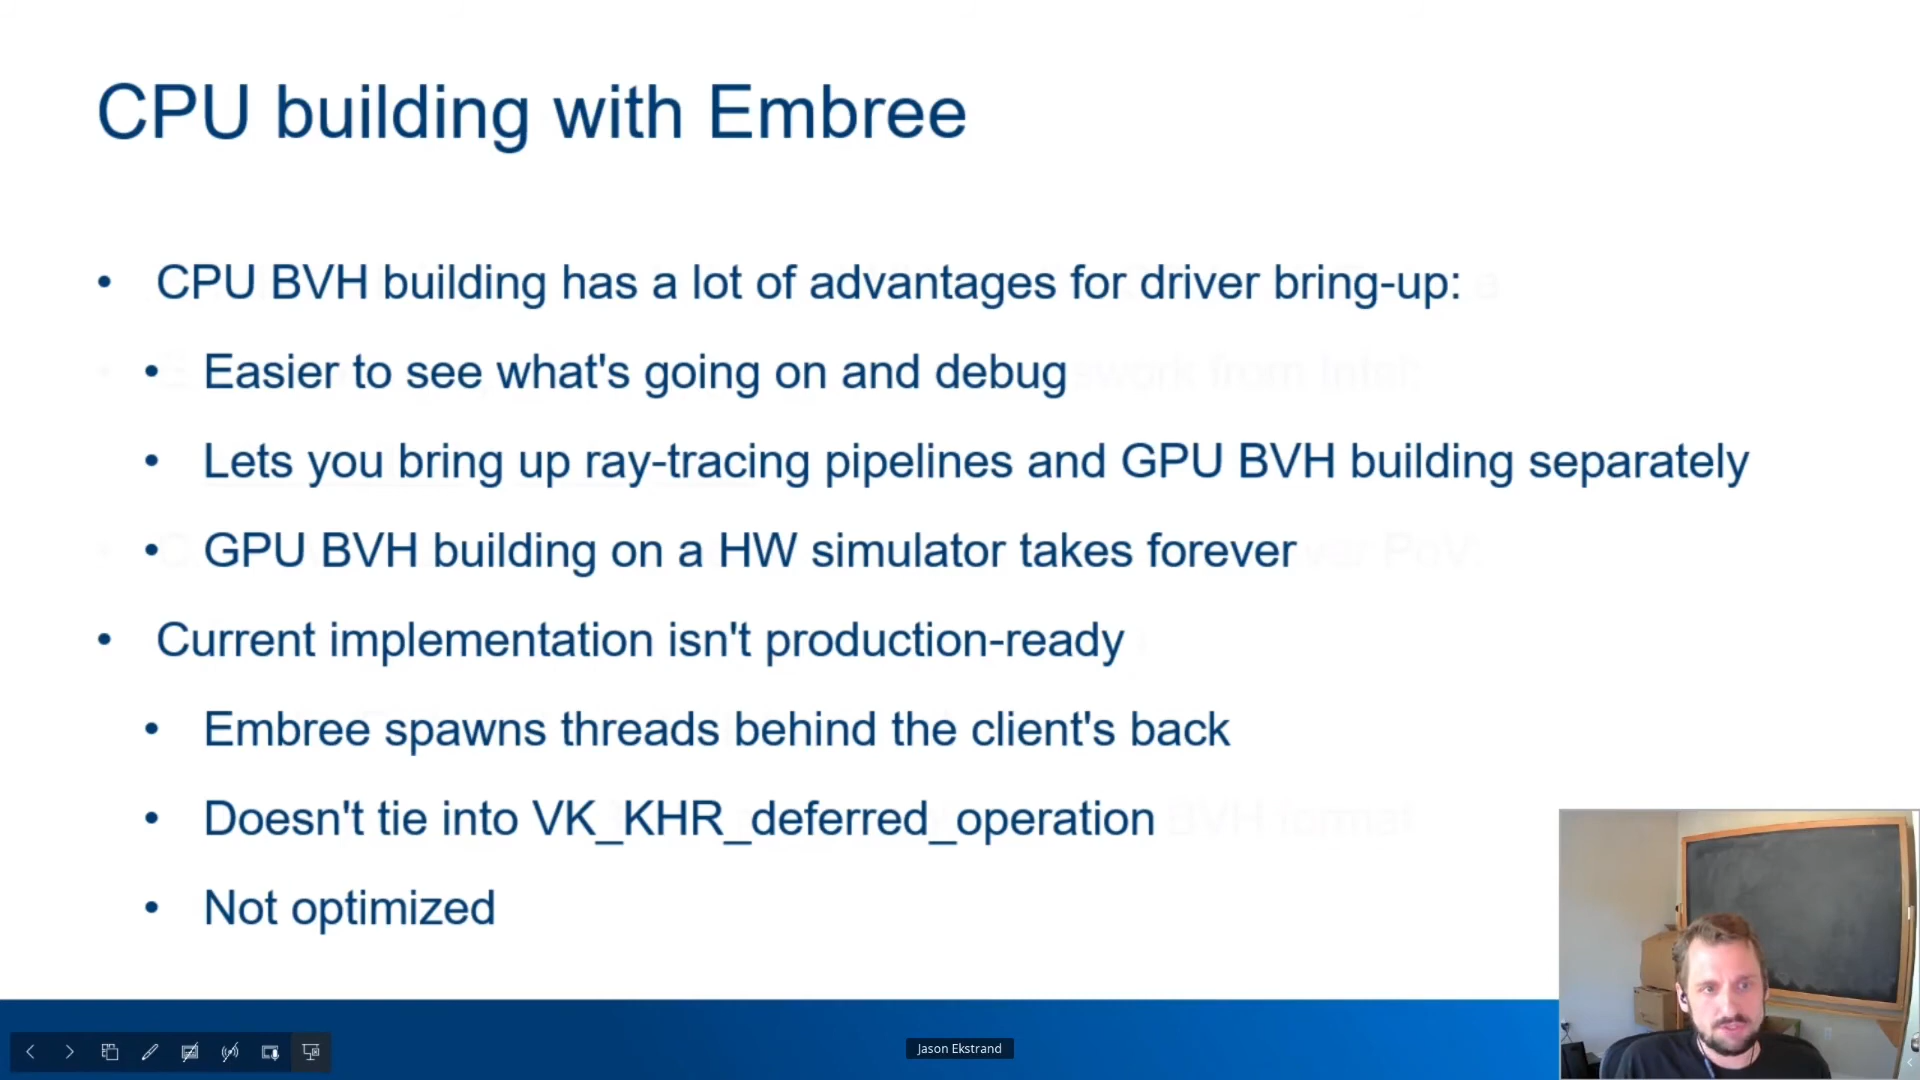 CPU building with Embree
• CPU BVH building has a lot of advantages for driver bring-up:
• Easier to see what's going on and debug
• Lets you bring up ray-tracing pipelines and GPU BVH building separately
• GPU BVH building on a HW simulator takes forever
• Current implementation isn't production-ready
• Embree spawns threads behind the client's back
• Doesn't tie into VK_KHR_deferred_operation
• Not optimized
Jason Ekstrand